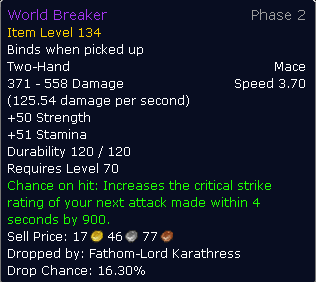 World Breaker Phase 2
Item Level 134
Binds when picked up
Two-Hand Mace
371 - 558 Damage Speed 3.70
(125.54 damage per second)
+50 Strength
+51 Stamina
Durability 120 / 120
Requires Level 70
Chance on hit: Increases the critical strike
rating of your next attack made within 4
seconds by 900.
Sell Price: 17 46 77
Dropped by: Fathom-Lord Karathress
Drop Chance: 16.30%